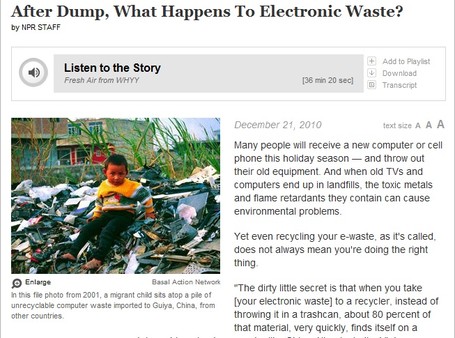 After Dump, What Happens To Electronic Waste?
by NPR STAFF
Listen to the Story
Fresh Air from WHYY
[36 min 20 sec]
Add to Playlist
Download
Transcript
Enlarge
Basal Action Network
In this file photo from 2001, a migrant child sits atop a pile of
unrecyclable computer waste imported to Guiya, China, from
other countries.
December 21, 2010
text size A A A
Many people will receive a new computer or cell
phone this holiday season — and throw out
their old equipment. And when old TVs and
computers end up in landfills, the toxic metals
and flame retardants they contain can cause
environmental problems.
Yet even recycling your e-waste, as it's called,
does not always mean you're doing the right
thing.
"The dirty little secret is that when you take
[your electronic waste] to a recycler, instead of
throwing it in a trashcan, about 80 percent of
that material, very quickly, finds itself on a